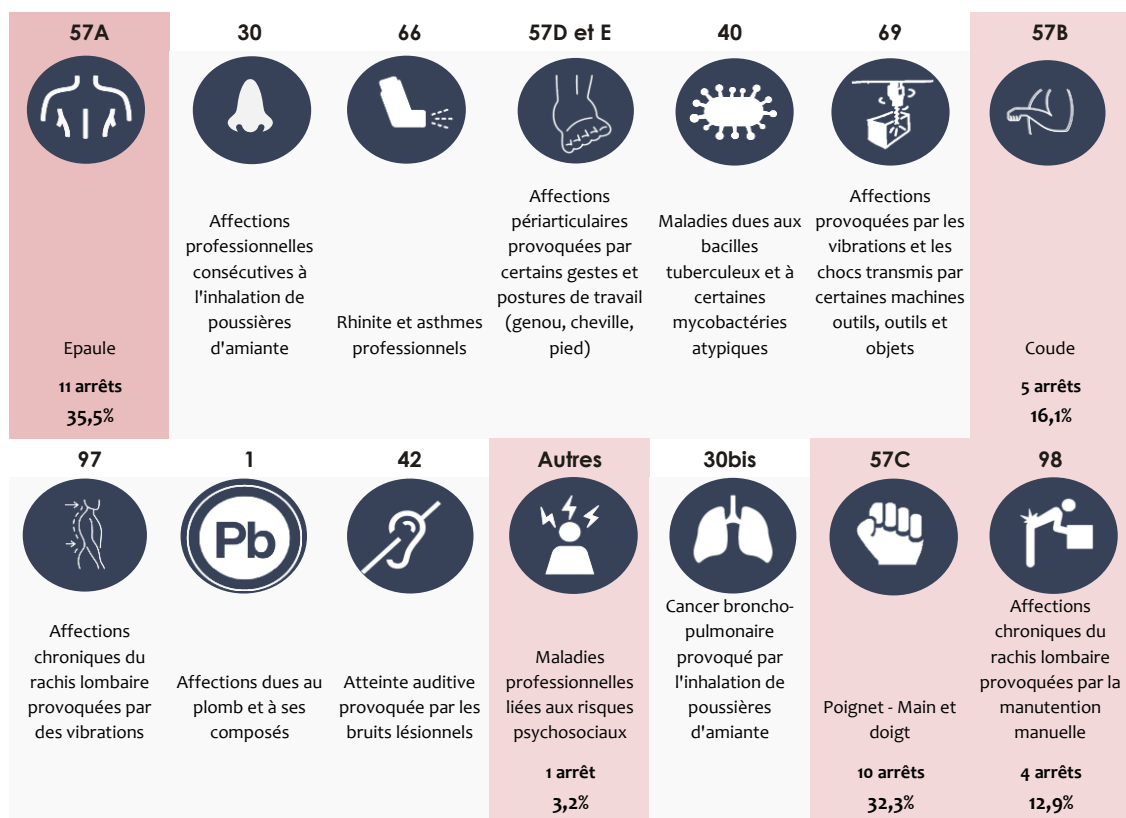 57A
30
66
57D et E
40
69
57B
Epaule
11 arrêts
35,5%
Affections
professionnelles
consécutives à
l'inhalation de
poussières
d'amiante
Rhinite et asthmes
professionnels
Affections
périarticulaires
provoquées par
certains gestes et
postures de travail
(genou, cheville,
pied)
Maladies dues aux
bacilles
tuberculeux et à
certaines
mycobactéries
atypiques
Affections
provoquées par les
vibrations et les
chocs transmis par
certaines machines
outils, outils et
objets
Coude
5 arrêts
16,1%
97
1
42
Autres
30bis
57C
98
Pb
Affections
chroniques du
rachis lombaire
provoquées par
des vibrations
Affections dues au
plomb et à ses
composés
Atteinte auditive
provoquée par les
bruits lésionnels
Maladies
professionnelles
liées aux risques
psychosociaux
1 arrêt
3,2%
Cancer broncho-
pulmonaire
provoqué par
l'inhalation de
poussières
d'amiante
Poignet - Main et
doigt
10 arrêts
32,3%
Affections
chroniques du
rachis lombaire
provoquées par la
manutention
manuelle
4 arrêts
12,9%